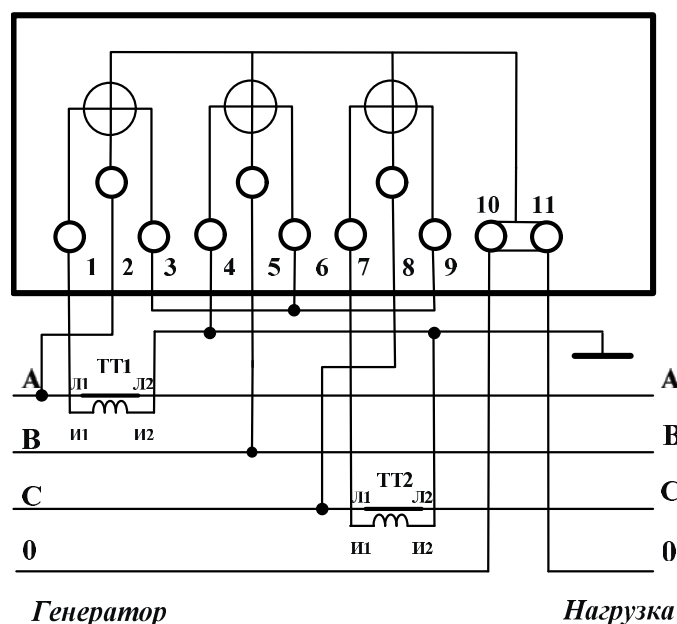 10 11
1 2 3 4 5 6 7 8 9
ТТ1
А Л1 Л2 А
И1 И2
В В
ТТ2
С Л1 Л2 С
И1 И2
0 0
Генератор Нагрузка